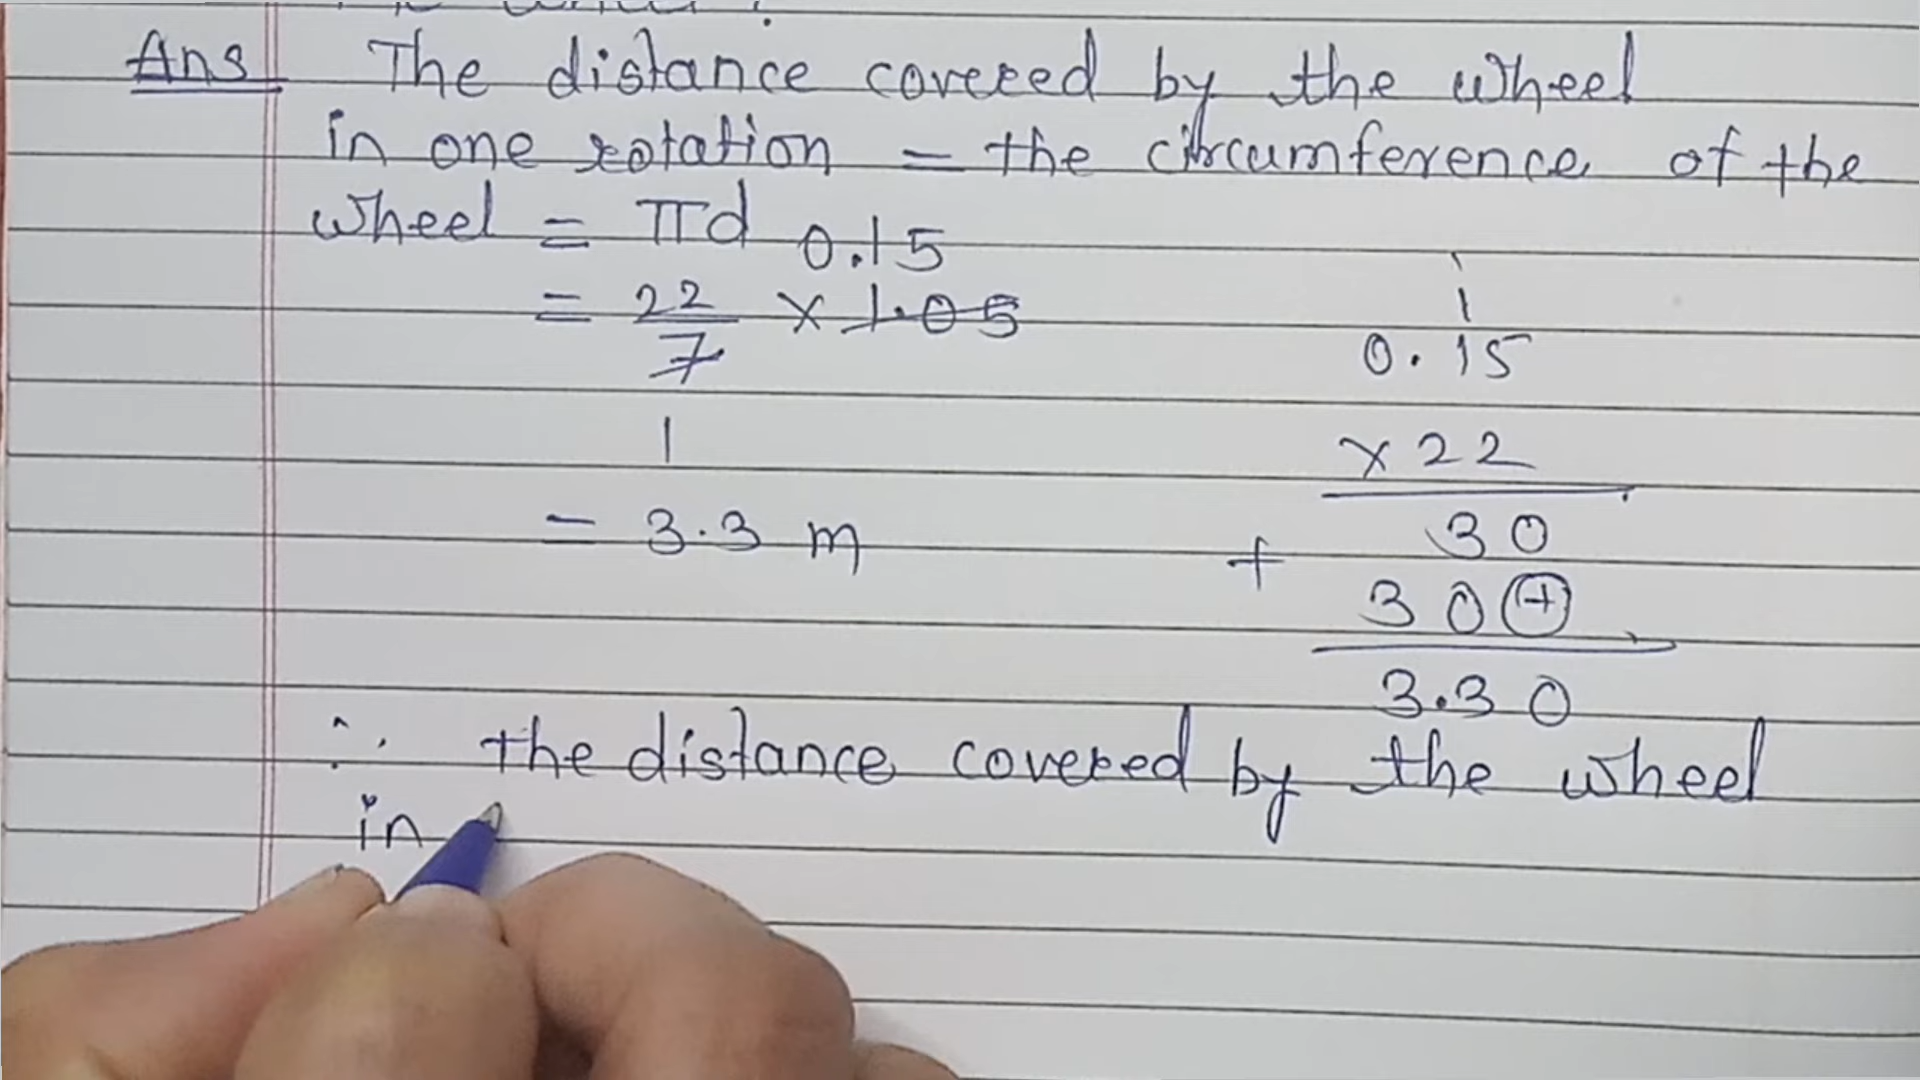 Ans The distance covered by the wheel
in one rotation = the circumference of the
wheel = πd
0.15
= 22/7 × 1.05
1
= 3.3 m
1
0.15
× 22
30
+ 30+
3.30
∴ the distance covered by the wheel
in